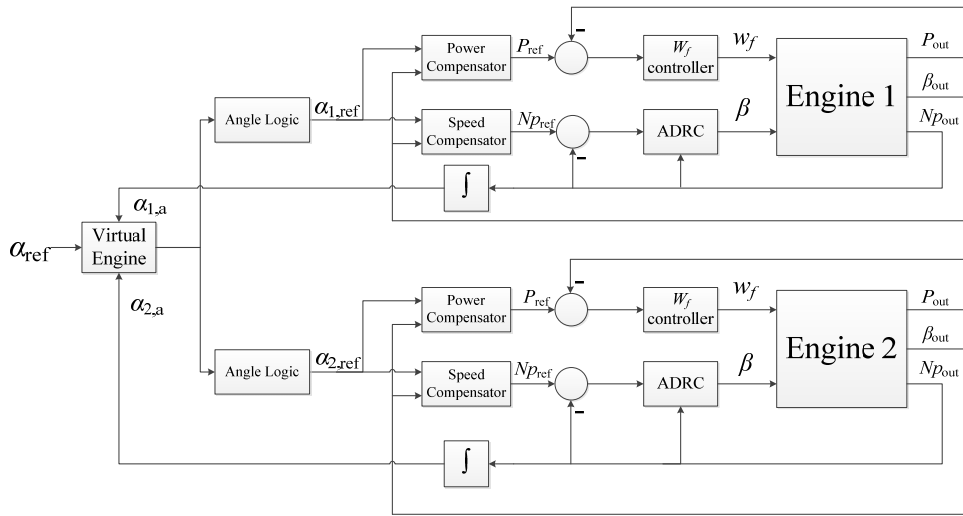 Power
Compensator
P_ref
-
W_f
controller
w_f
Engine 1
P_out
β_out
Np_out
Angle Logic
α_1,ref
Speed
Compensator
Np_ref
-
ADRC
β
∫
α_1,a
α_ref
Virtual
Engine
α_2,a
Power
Compensator
P_ref
-
W_f
controller
w_f
Engine 2
P_out
β_out
Np_out
Angle Logic
α_2,ref
Speed
Compensator
Np_ref
-
ADRC
β
∫